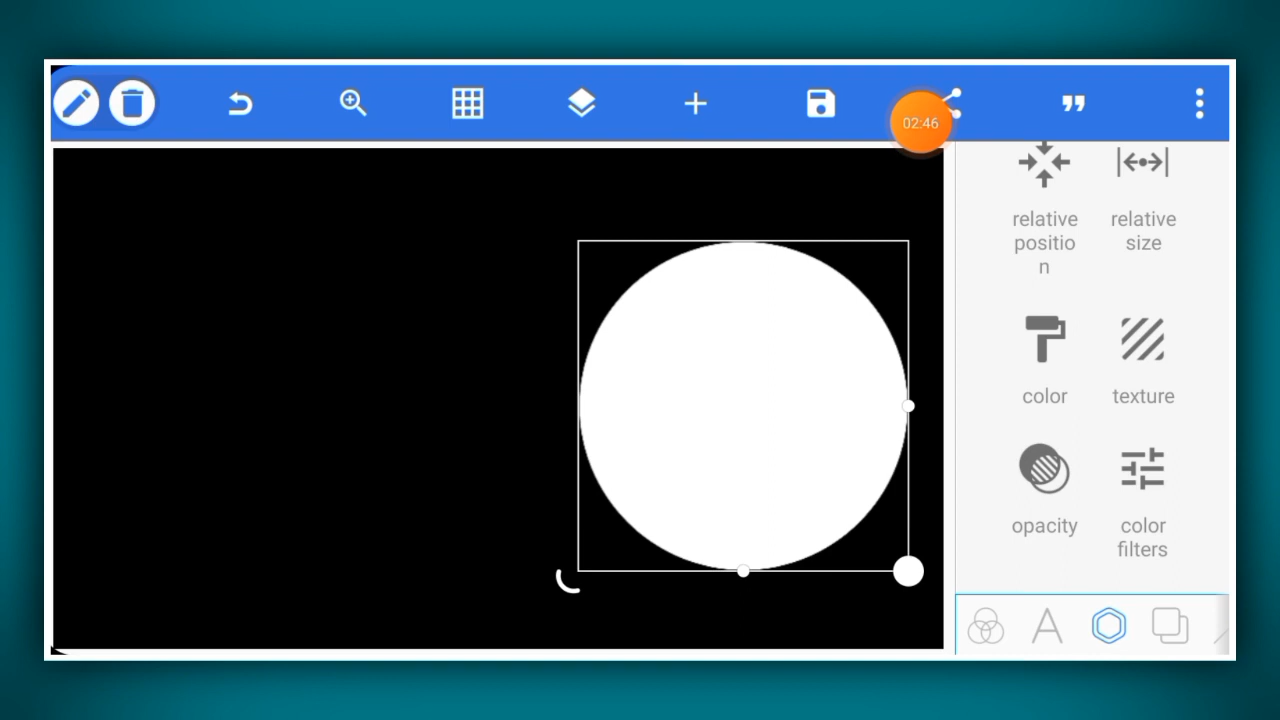 02:46
relative
positio
n
relative
size
color
texture
opacity
color
filters